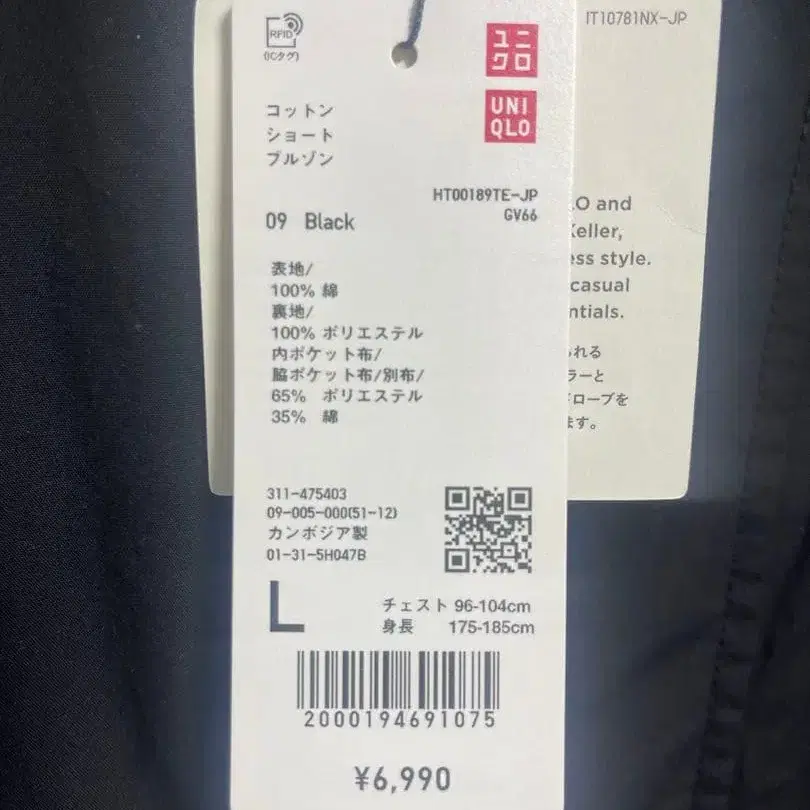 RFID
(ICタグ)
ユニ
クロ
UNI
QLO
コットン
ショート
ブルゾン
HT00189TE-JP
GV66
09 Black
表地/
100% 綿
裏地/
100% ポリエステル
内ポケット布/
脇ポケット布/別布/
65% ポリエステル
35% 綿
311-475403
09-005-000(51-12)
カンボジア製
01-31-5H047B
L
チェスト 96-104cm
身長 175-185cm
2000194691075
¥6,990
IT10781NX-JP
LO and
Keller,
ess style.
casual
ntials.
られる
ラーと
ドローブを
ます。